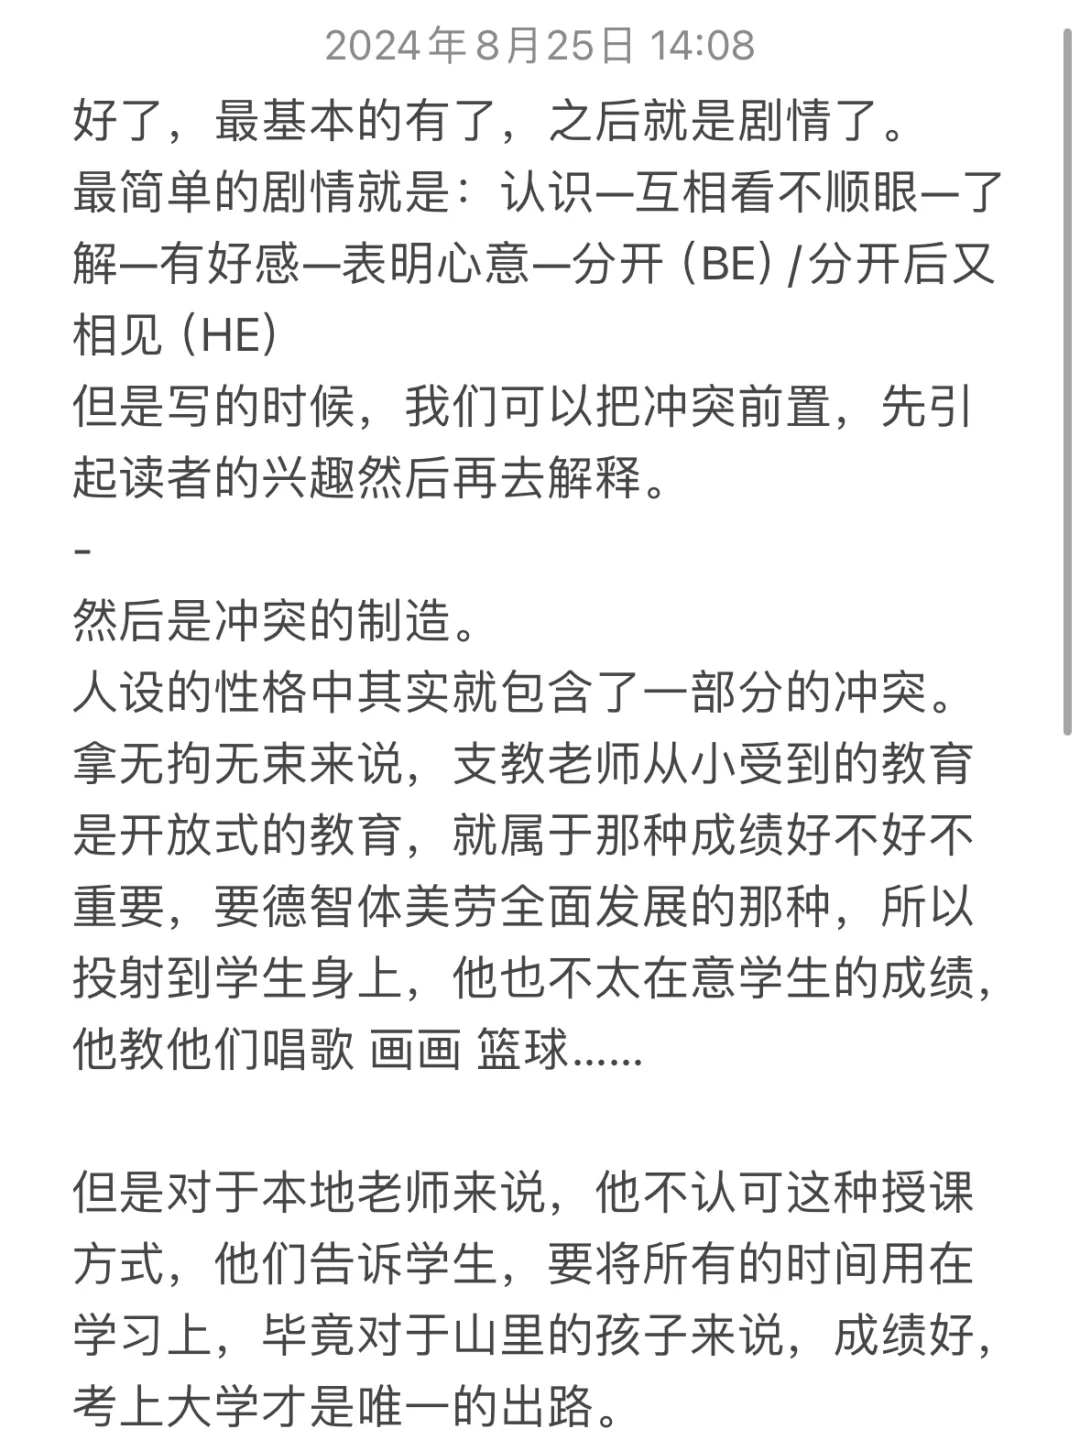 2024年8月25日 14:08
好了，最基本的有了，之后就是剧情了。
最简单的剧情就是：认识—互相看不顺眼—了
解—有好感—表明心意—分开（BE）/分开后又
相见（HE）
但是写的时候，我们可以把冲突前置，先引
起读者的兴趣然后再去解释。
-
然后是冲突的制造。
人设的性格中其实就包含了一部分的冲突。
拿无拘无束来说，支教老师从小受到的教育
是开放式的教育，就属于那种成绩好不好不
重要，要德智体美劳全面发展的那种，所以
投射到学生身上，他也不太在意学生的成绩，
他教他们唱歌 画画 篮球……
但是对于本地老师来说，他不认可这种授课
方式，他们告诉学生，要将所有的时间用在
学习上，毕竟对于山里的孩子来说，成绩好，
考上大学才是唯一的出路。